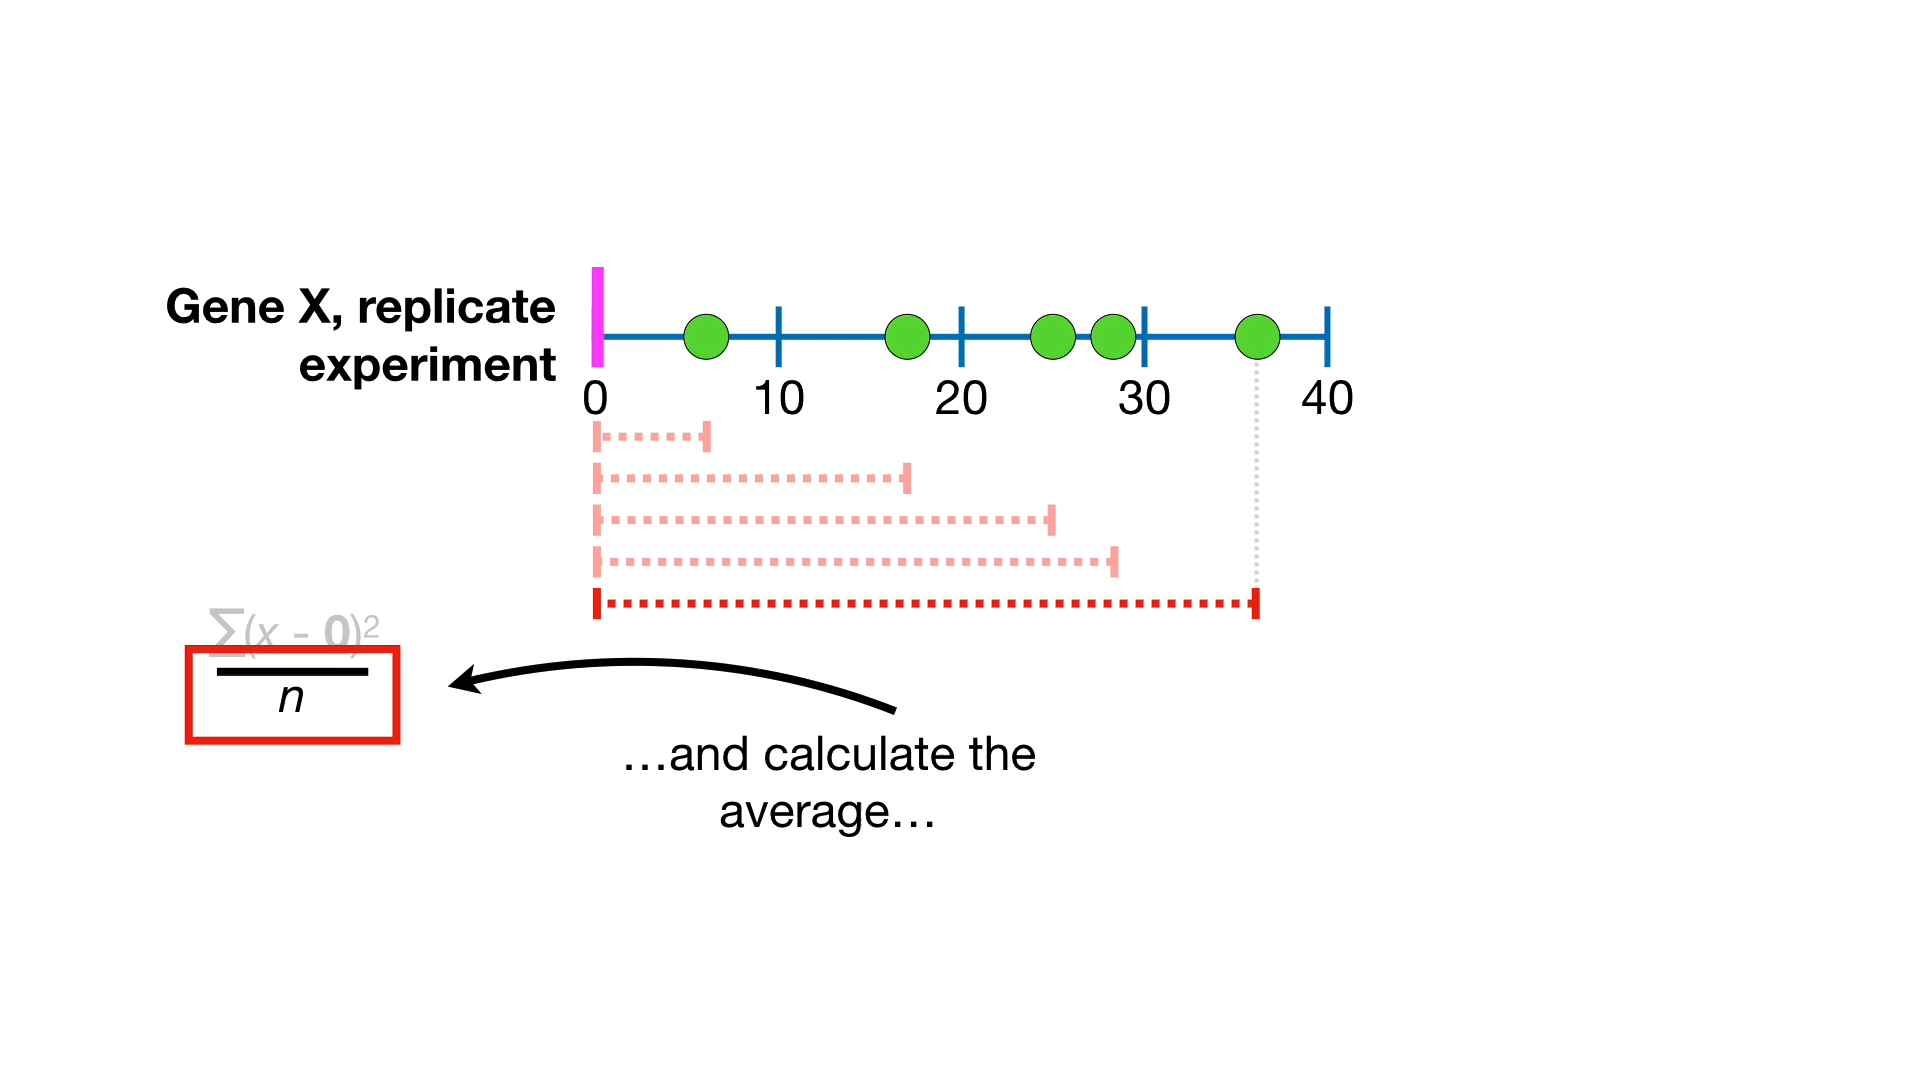 Gene X, replicate
experiment
0 10 20 30 40
∑(x - 0)²
n
…and calculate the
average…